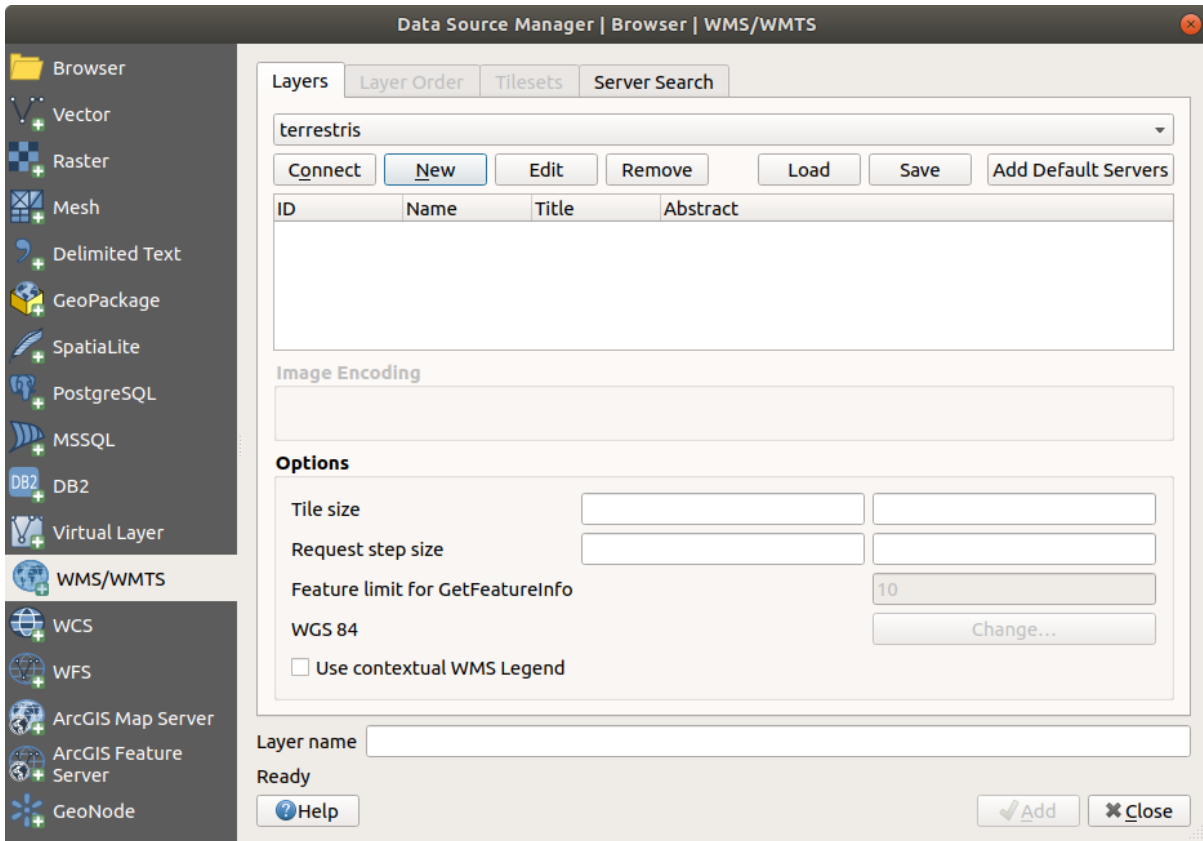 Data Source Manager | Browser | WMS/WMTS
Browser
Vector
Raster
Mesh
Delimited Text
GeoPackage
SpatiaLite
PostgreSQL
MSSQL
DB2 DB2
Virtual Layer
WMS/WMTS
WCS
WFS
ArcGIS Map Server
ArcGIS Feature
Server
GeoNode
Layers Layer Order Tilesets Server Search
terrestris
Connect New Edit Remove Load Save Add Default Servers
ID Name Title Abstract
Image Encoding
Options
Tile size
Request step size
Feature limit for GetFeatureInfo 10
WGS 84 Change...
Use contextual WMS Legend
Layer name
Ready
Help Add Close